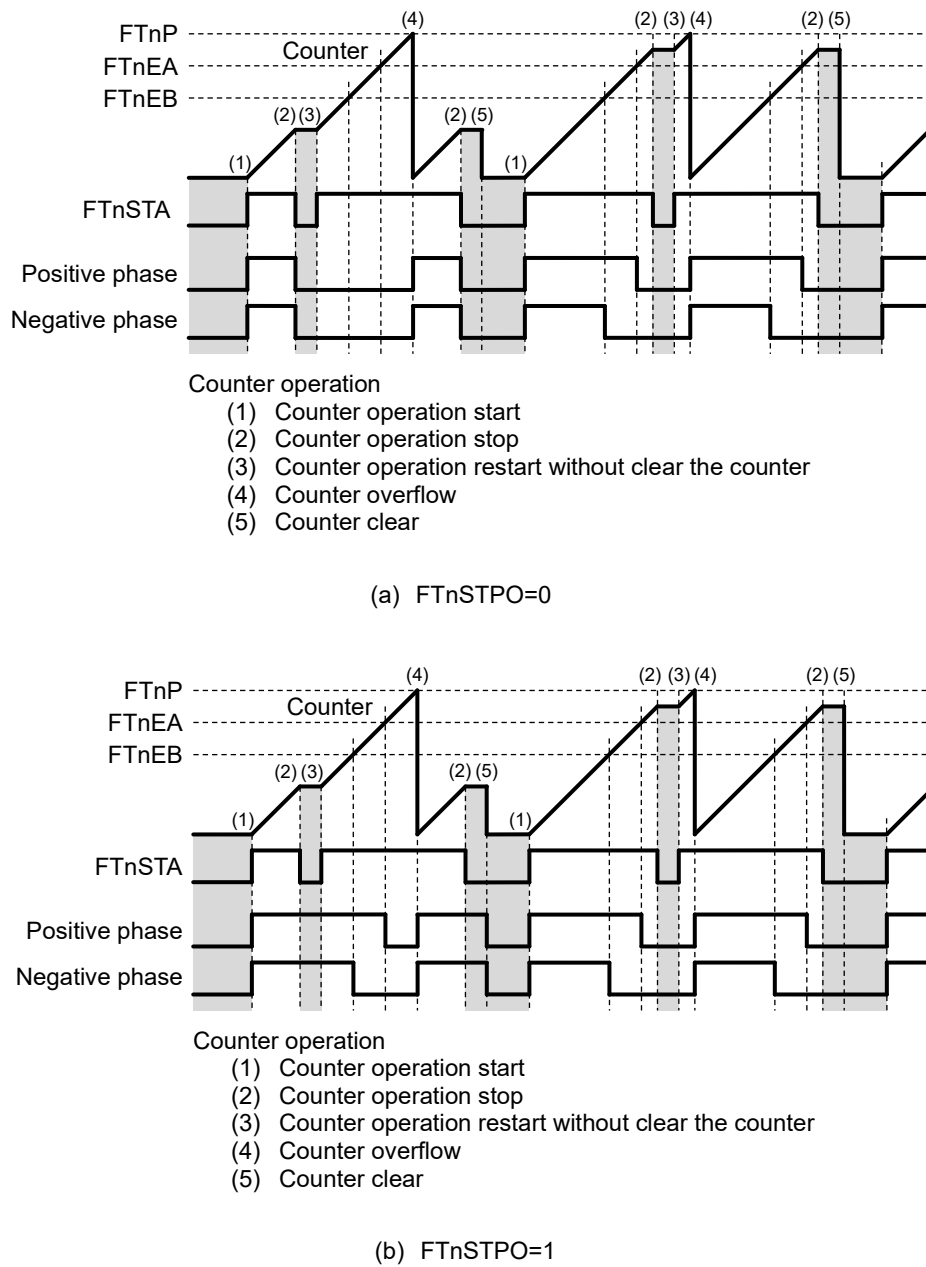 (4) (2) (3) (4) (2) (5)
FTnP
Counter
FTnEA
FTnEB
(2) (3) (2) (5)
(1) (1)
FTnSTA
Positive phase
Negative phase
Counter operation
(1) Counter operation start
(2) Counter operation stop
(3) Counter operation restart without clear the counter
(4) Counter overflow
(5) Counter clear
(a) FTnSTPO=0
(4) (2) (3) (4) (2) (5)
FTnP
Counter
FTnEA
FTnEB
(2) (3) (2) (5)
(1) (1)
FTnSTA
Positive phase
Negative phase
Counter operation
(1) Counter operation start
(2) Counter operation stop
(3) Counter operation restart without clear the counter
(4) Counter overflow
(5) Counter clear
(b) FTnSTPO=1